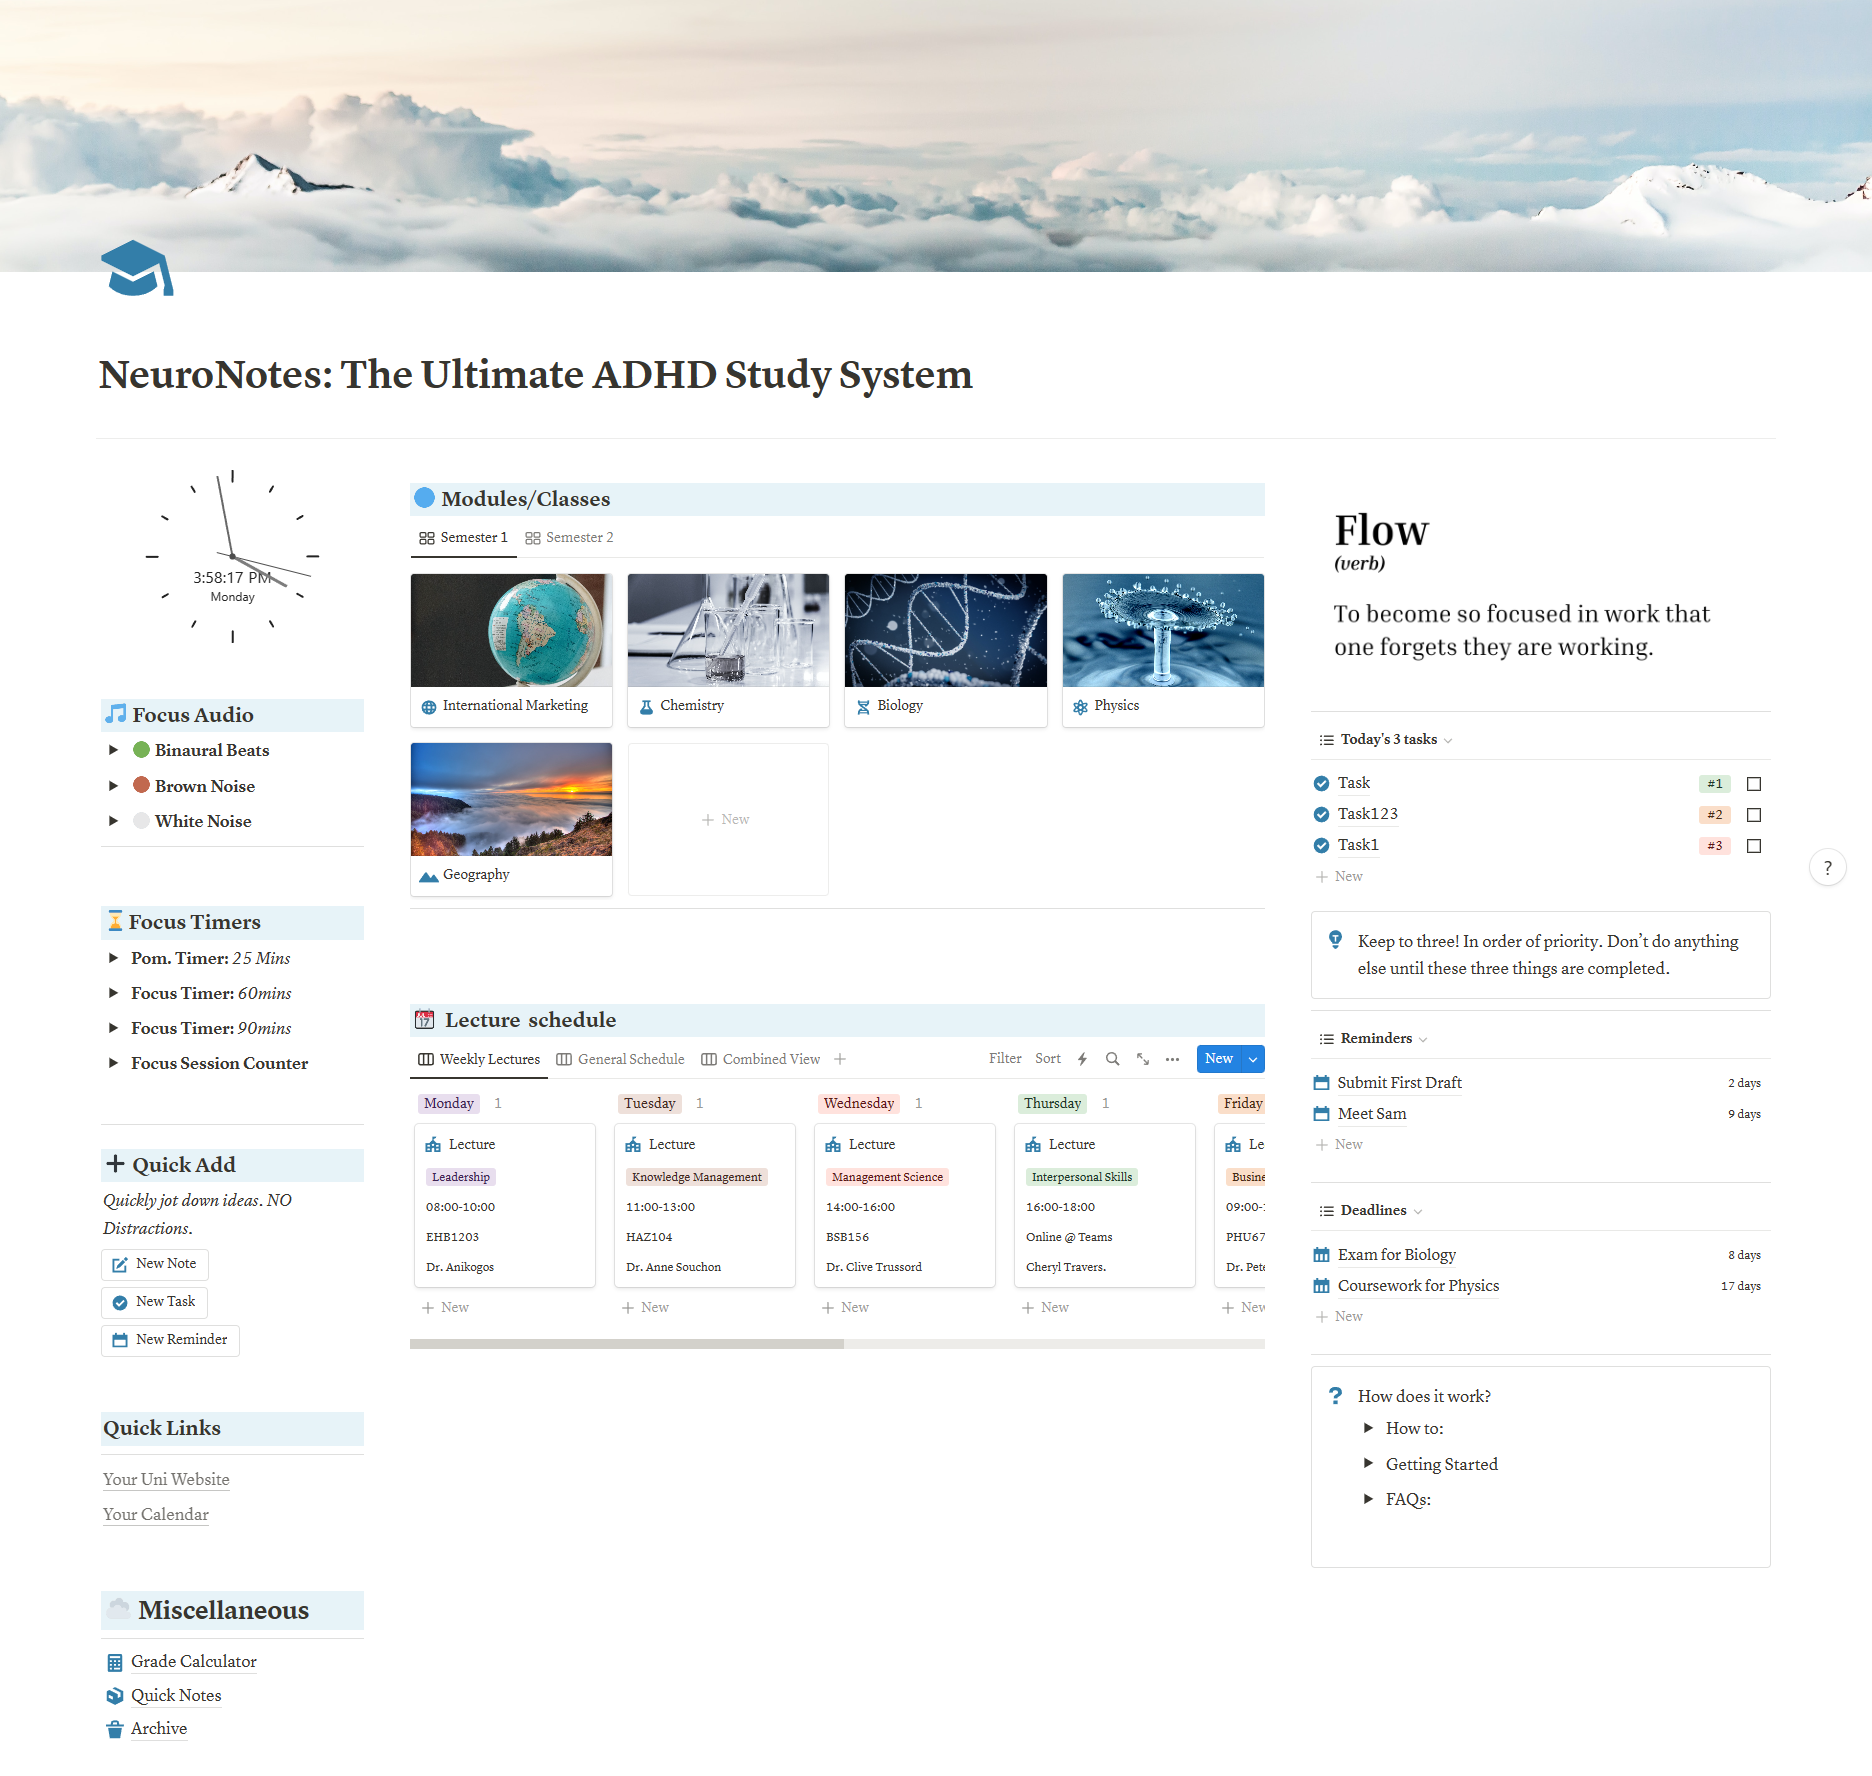 NeuroNotes: The Ultimate ADHD Study System
3:58:17 PM
Monday
Focus Audio
Binaural Beats
Brown Noise
White Noise
Focus Timers
Pom. Timer: 25 Mins
Focus Timer: 60mins
Focus Timer: 90mins
Focus Session Counter
Quick Add
Quickly jot down ideas. NO
Distractions.
New Note
New Task
New Reminder
Quick Links
Your Uni Website
Your Calendar
Miscellaneous
Grade Calculator
Quick Notes
Archive
Modules/Classes
Semester 1 Semester 2
International Marketing Chemistry Biology Physics
Geography
+ New
Lecture schedule
17
Weekly Lectures General Schedule Combined View + Filter Sort New
Monday 1 Tuesday 1 Wednesday 1 Thursday 1 Friday
Lecture Lecture Lecture Lecture Le
Leadership Knowledge Management Management Science Interpersonal Skills Busine
08:00-10:00 11:00-13:00 14:00-16:00 16:00-18:00 09:00-
EHB1203 HAZ104 BSB156 Online @ Teams PHU67
Dr. Anikogos Dr. Anne Souchon Dr. Clive Trussord Cheryl Travers. Dr. Pete
+ New + New + New + New + New
Flow
(verb)
To become so focused in work that
one forgets they are working.
Today's 3 tasks
Task #1
Task123 #2
Task1 #3
+ New
Keep to three! In order of priority. Don't do anything
else until these three things are completed.
Reminders
Submit First Draft 2 days
Meet Sam 9 days
+ New
Deadlines
Exam for Biology 8 days
Coursework for Physics 17 days
+ New
? How does it work?
How to:
Getting Started
FAQs:
?